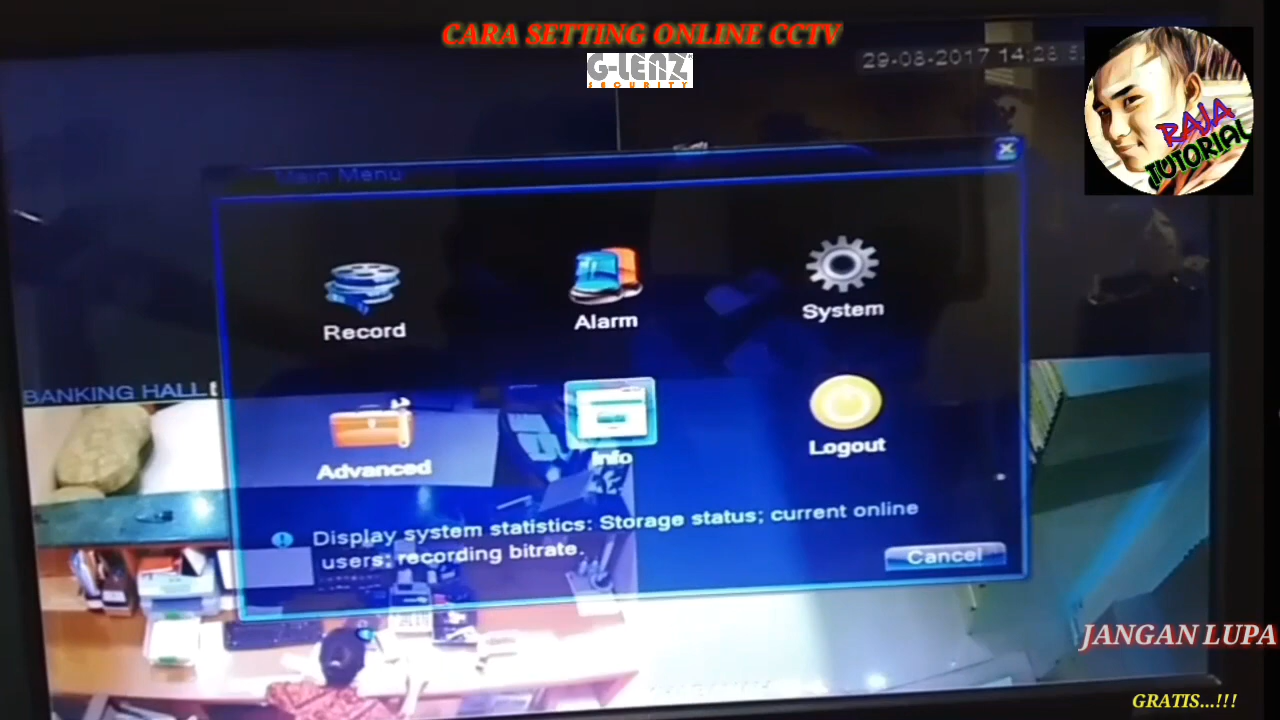 CARA SETTING ONLINE CCTV
G-LENZ
SECURITY
29-08-2017 14:28
RAJA
TUTORIAL
Main Menu
Record
Alarm
System
BANKING HALL
Advanced
Info
Logout
Display system statistics: Storage status; current online
users; recording bitrate.
Cancel
JANGAN LUPA
GRATIS...!!!